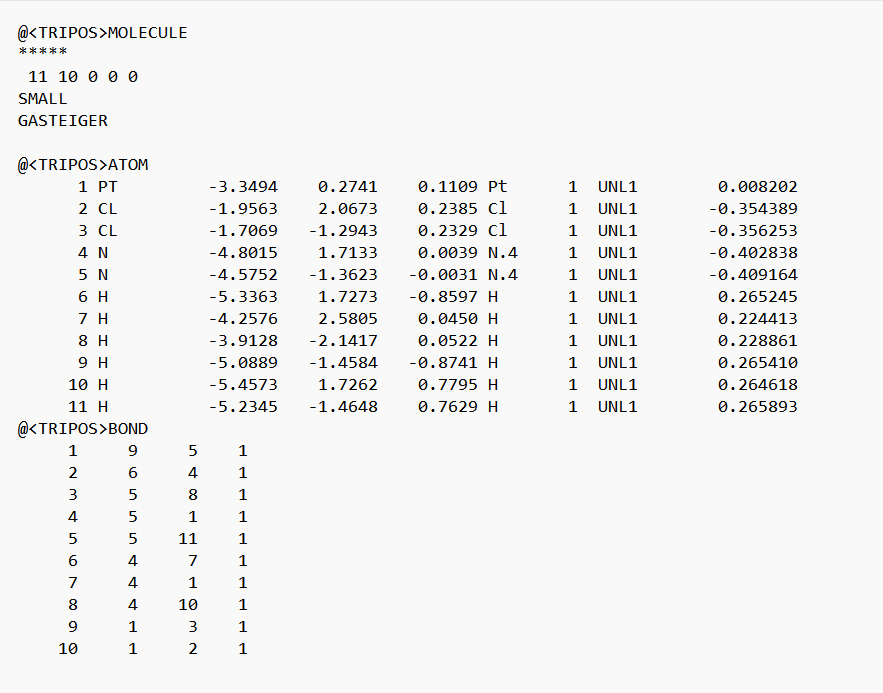 @<TRIPOS>MOLECULE
*****
 11 10 0 0 0
SMALL
GASTEIGER

@<TRIPOS>ATOM
      1 PT         -3.3494    0.2741    0.1109 Pt      1  UNL1        0.008202
      2 CL         -1.9563    2.0673    0.2385 Cl      1  UNL1       -0.354389
      3 CL         -1.7069   -1.2943    0.2329 Cl      1  UNL1       -0.356253
      4 N          -4.8015    1.7133    0.0039 N.4     1  UNL1       -0.402838
      5 N          -4.5752   -1.3623   -0.0031 N.4     1  UNL1       -0.409164
      6 H          -5.3363    1.7273   -0.8597 H       1  UNL1        0.265245
      7 H          -4.2576    2.5805    0.0450 H       1  UNL1        0.224413
      8 H          -3.9128   -2.1417    0.0522 H       1  UNL1        0.228861
      9 H          -5.0889   -1.4584   -0.8741 H       1  UNL1        0.265410
     10 H          -5.4573    1.7262    0.7795 H       1  UNL1        0.264618
     11 H          -5.2345   -1.4648    0.7629 H       1  UNL1        0.265893
@<TRIPOS>BOND
     1     9     5    1
     2     6     4    1
     3     5     8    1
     4     5     1    1
     5     5    11    1
     6     4     7    1
     7     4     1    1
     8     4    10    1
     9     1     3    1
    10     1     2    1